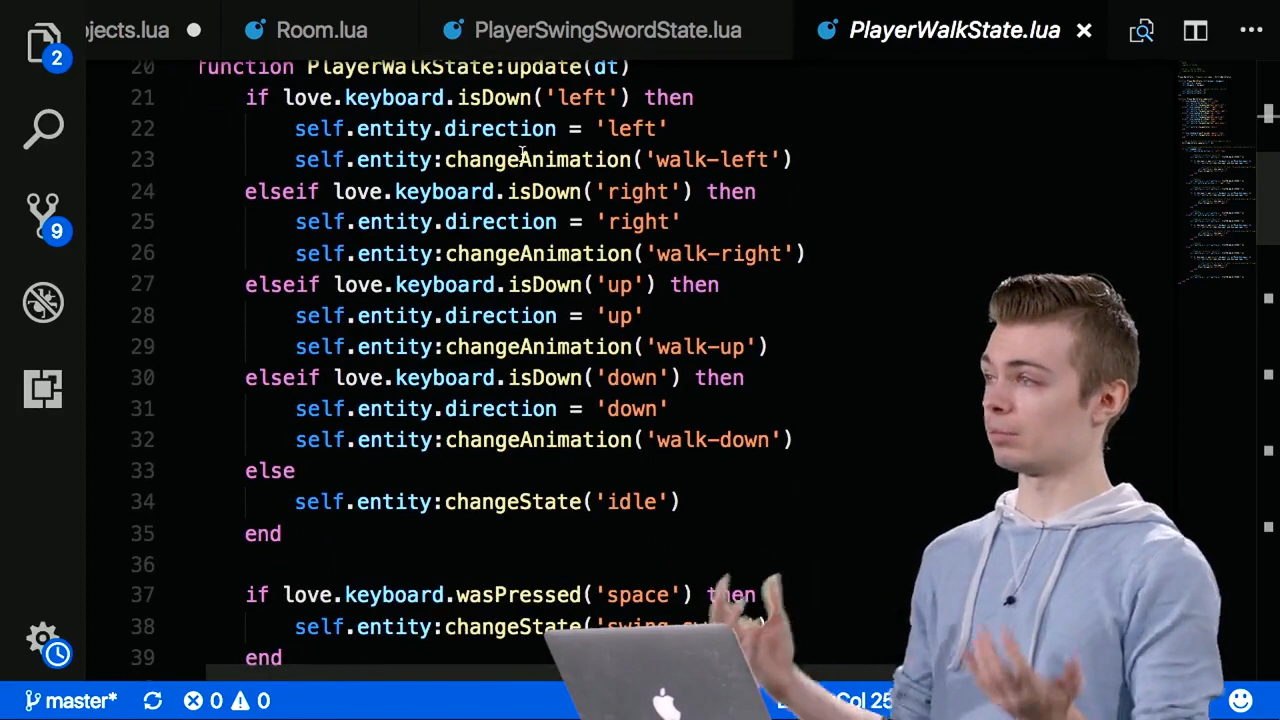 jects.lua
Room.lua
PlayerSwingSwordState.lua
PlayerWalkState.lua
2
9
20 function PlayerWalkState:update(dt)
21 if love.keyboard.isDown('left') then
22 self.entity.direction = 'left'
23 self.entity:changeAnimation('walk-left')
24 elseif love.keyboard.isDown('right') then
25 self.entity.direction = 'right'
26 self.entity:changeAnimation('walk-right')
27 elseif love.keyboard.isDown('up') then
28 self.entity.direction = 'up'
29 self.entity:changeAnimation('walk-up')
30 elseif love.keyboard.isDown('down') then
31 self.entity.direction = 'down'
32 self.entity:changeAnimation('walk-down')
33 else
34 self.entity:changeState('idle')
35 end
36
37 if love.keyboard.wasPressed('space') then
38 self.entity:changeState(
39 end
master* 0 0
Col 25